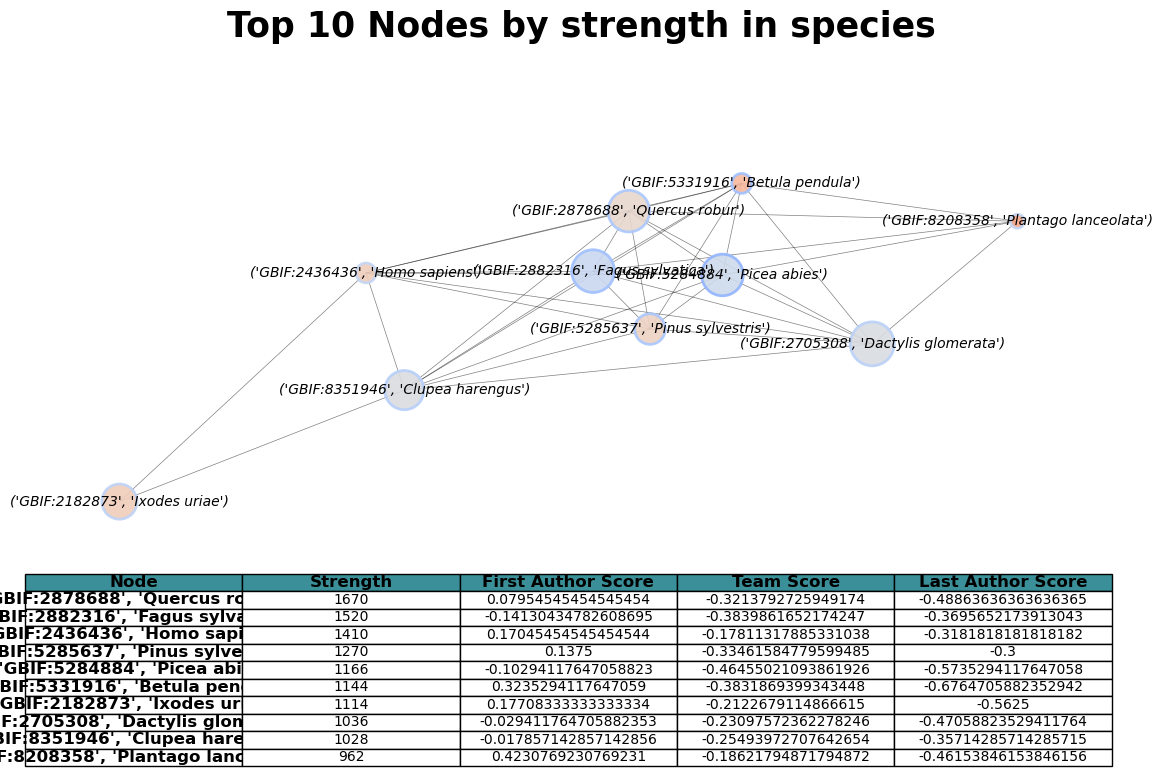 Top 10 Nodes by strength in species
('GBIF:5331916', 'Betula pendula')
('GBIF:2878688', 'Quercus robur')
('GBIF:8208358', 'Plantago lanceolata')
('GBIF:2436436', 'Homo sapiens')
('GBIF:2882316', 'Fagus sylvatica')
('GBIF:5284884', 'Picea abies')
('GBIF:5285637', 'Pinus sylvestris')
('GBIF:2705308', 'Dactylis glomerata')
('GBIF:8351946', 'Clupea harengus')
('GBIF:2182873', 'Ixodes uriae')
Node Strength First Author Score Team Score Last Author Score
GBIF:2878688', 'Quercus ro 1670 0.07954545454545454 -0.3213792725949174 -0.48863636363636365
BIF:2882316', 'Fagus sylva 1520 -0.14130434782608695 -0.3839861652174247 -0.3695652173913043
GBIF:2436436', 'Homo sapi 1410 0.17045454545454544 -0.17811317885331038 -0.3181818181818182
BIF:5285637', 'Pinus sylve 1270 0.1375 -0.33461584779599485 -0.3
'GBIF:5284884', 'Picea abi 1166 -0.10294117647058823 -0.46455021093861926 -0.5735294117647058
BIF:5331916', 'Betula pen 1144 0.3235294117647059 -0.3831869399343448 -0.6764705882352942
GBIF:2182873', 'Ixodes ur 1114 0.17708333333333334 -0.2122679114866615 -0.5625
IF:2705308', 'Dactylis glom 1036 -0.029411764705882353 -0.23097572362278246 -0.47058823529411764
BIF:8351946', 'Clupea hare 1028 -0.017857142857142856 -0.25493972707642654 -0.35714285714285715
F:8208358', 'Plantago lanc 962 0.4230769230769231 -0.18621794871794872 -0.46153846153846156